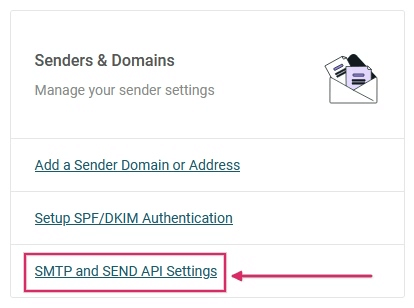 Senders & Domains
Manage your sender settings
Add a Sender Domain or Address
Setup SPF/DKIM Authentication
SMTP and SEND API Settings